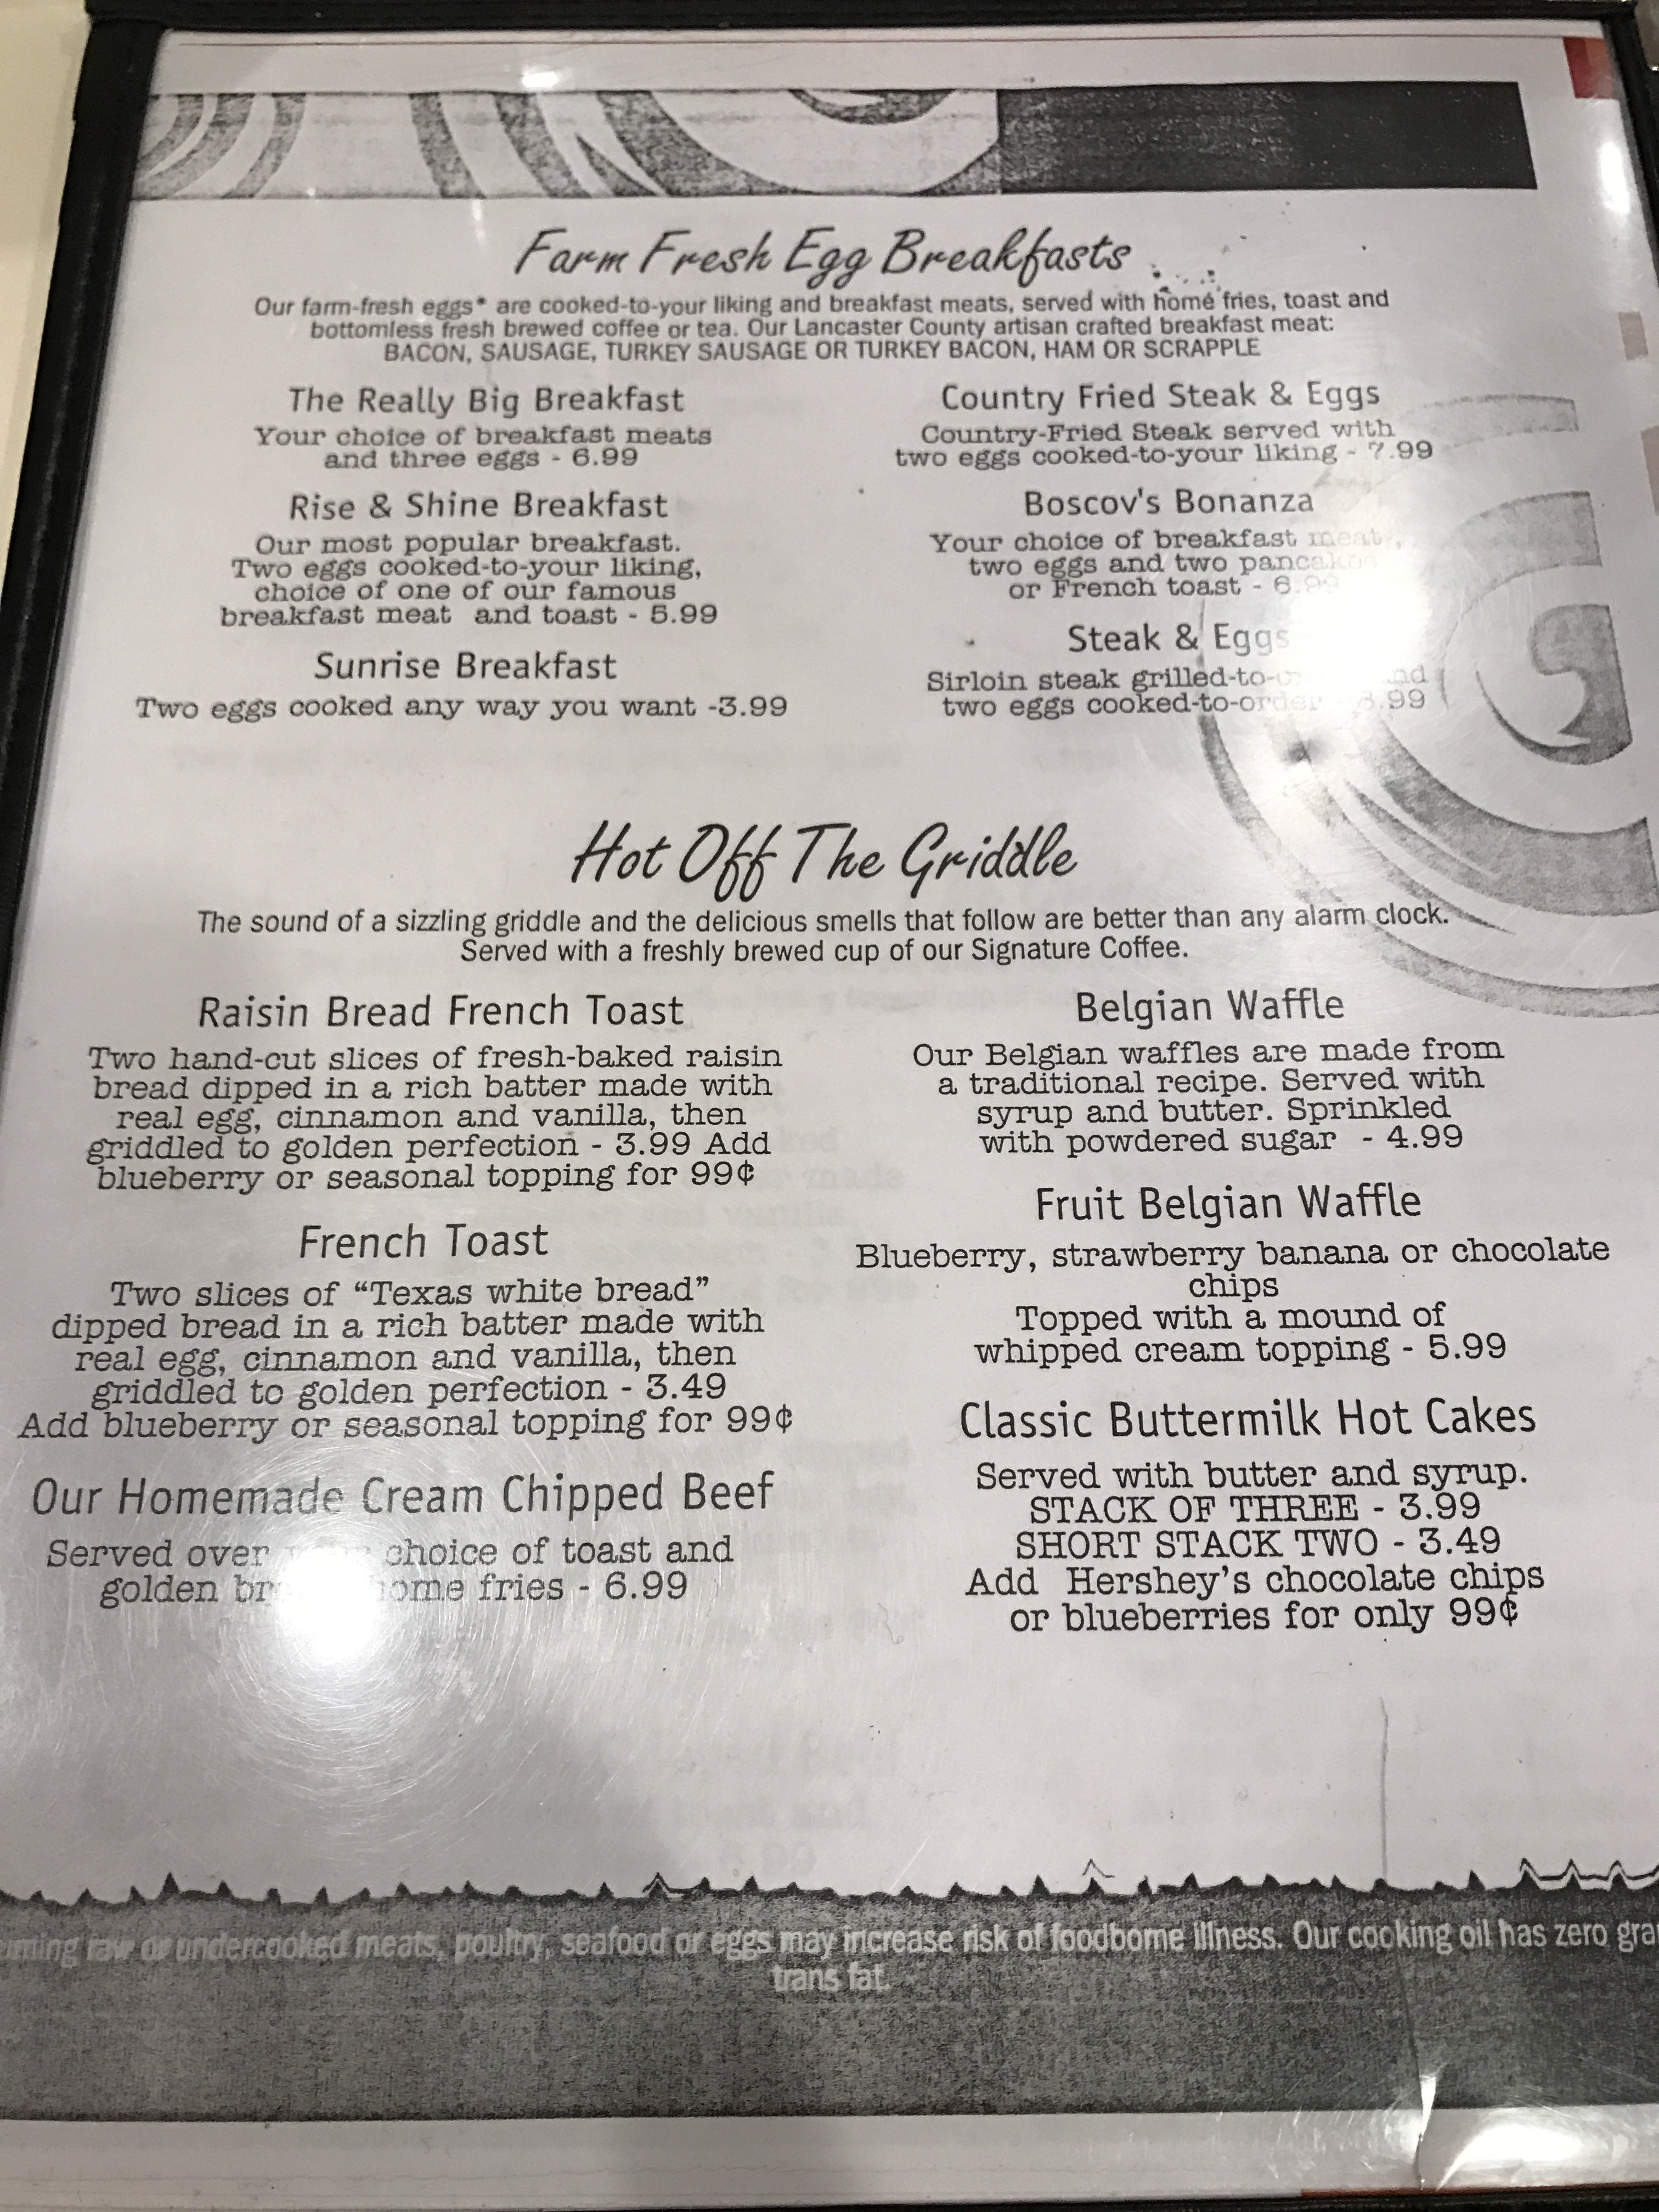 Farm Fresh Egg Breakfasts
Our farm-fresh eggs* are cooked-to-your liking and breakfast meats, served with home fries, toast and
bottomless fresh brewed coffee or tea. Our Lancaster County artisan crafted breakfast meat:
BACON, SAUSAGE, TURKEY SAUSAGE OR TURKEY BACON, HAM OR SCRAPPLE
The Really Big Breakfast
Your choice of breakfast meats
and three eggs - 6.99
Rise & Shine Breakfast
Our most popular breakfast.
Two eggs cooked-to-your liking,
choice of one of our famous
breakfast meat and toast - 5.99
Sunrise Breakfast
Two eggs cooked any way you want -3.99
Country Fried Steak & Eggs
Country-Fried Steak served with
two eggs cooked-to-your liking - 7.99
Boscov's Bonanza
Your choice of breakfast meat,
two eggs and two pancakes
or French toast - 6.99
Steak & Eggs
Sirloin steak grilled-to-
two eggs cooked-to-order
Hot Off The Griddle
The sound of a sizzling griddle and the delicious smells that follow are better than any alarm clock.
Served with a freshly brewed cup of our Signature Coffee.
Raisin Bread French Toast
Two hand-cut slices of fresh-baked raisin
bread dipped in a rich batter made with
real egg, cinnamon and vanilla, then
griddled to golden perfection - 3.99 Add
blueberry or seasonal topping for 99¢
French Toast
Two slices of “Texas white bread”
dipped bread in a rich batter made with
real egg, cinnamon and vanilla, then
griddled to golden perfection - 3.49
Add blueberry or seasonal topping for 99¢
Our Homemade Cream Chipped Beef
Served over choice of toast and
golden home fries - 6.99
Belgian Waffle
Our Belgian waffles are made from
a traditional recipe. Served with
syrup and butter. Sprinkled
with powdered sugar - 4.99
Fruit Belgian Waffle
Blueberry, strawberry banana or chocolate
chips
Topped with a mound of
whipped cream topping - 5.99
Classic Buttermilk Hot Cakes
Served with butter and syrup.
STACK OF THREE - 3.99
SHORT STACK TWO - 3.49
Add Hershey's chocolate chips
or blueberries for only 99¢
raw or undercooked meats, poultry, seafood or eggs may increase risk of foodborne illness. Our cooking oil has zero
trans fat.